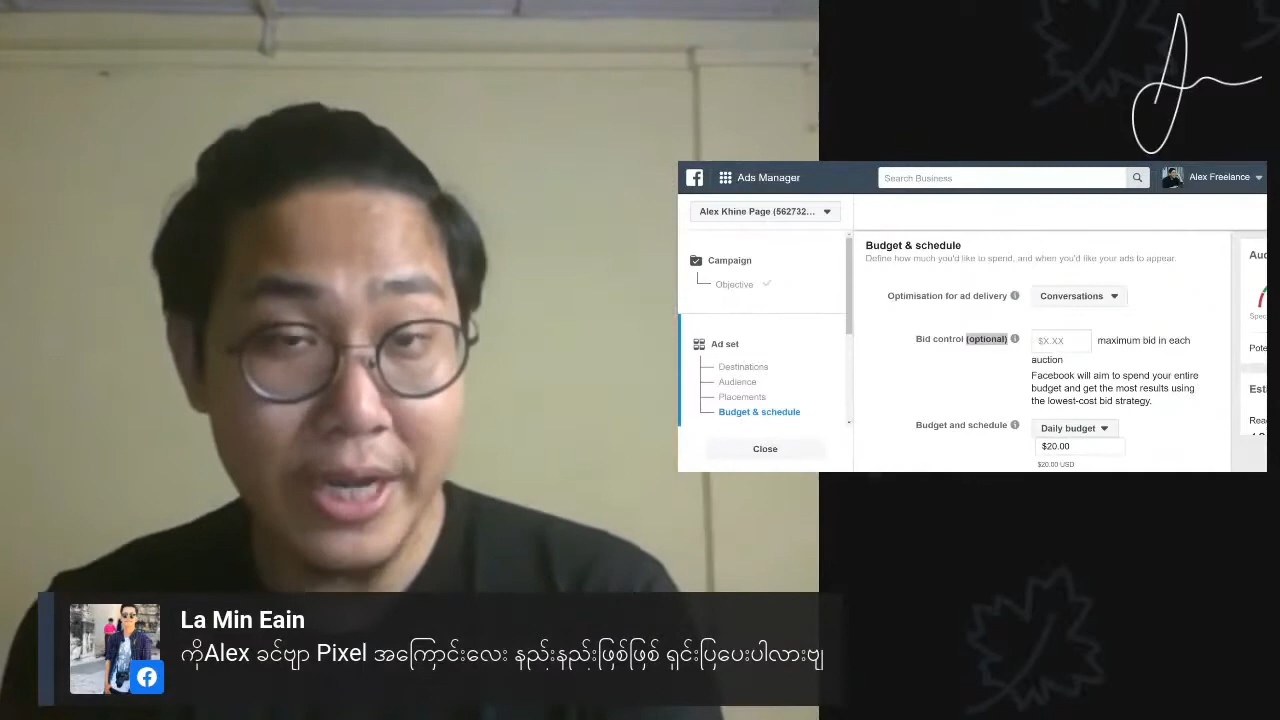 Ads Manager
Search Business
Alex Freelance
Alex Khine Page (562732...
Campaign
Objective
Ad set
Destinations
Audience
Placements
Budget & schedule
Close
Budget & schedule
Define how much you'd like to spend, and when you'd like your ads to appear.
Optimisation for ad delivery
Conversations
Bid control (optional)
$X.XX
maximum bid in each
auction
Facebook will aim to spend your entire
budget and get the most results using
the lowest-cost bid strategy.
Budget and schedule
Daily budget
$20.00
$20.00 USD
La Min Eain
ကိုAlex ခင်ဗျာ Pixel အကြောင်းလေး နည်းနည်းဖြစ်ဖြစ် ရှင်းပြပေးပါလားဗျ